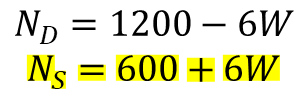 N_D = 1200 − 6W
N_S = 600 + 6W